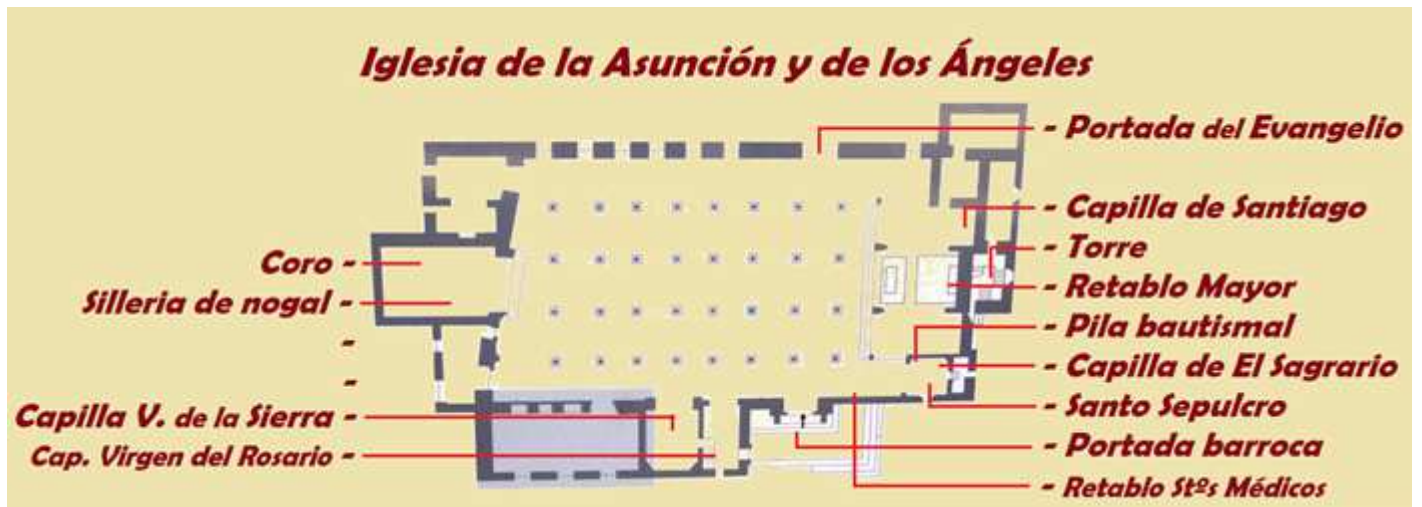 Iglesia de la Asunción y de los Ángeles
- Portada del Evangelio
- Capilla de Santiago
- Torre
- Retablo Mayor
- Pila bautismal
- Capilla de El Sagrario
- Santo Sepulcro
- Portada barroca
- Retablo Stºs Médicos
Coro -
Silleria de nogal -
-
-
Capilla V. de la Sierra -
Cap. Virgen del Rosario -